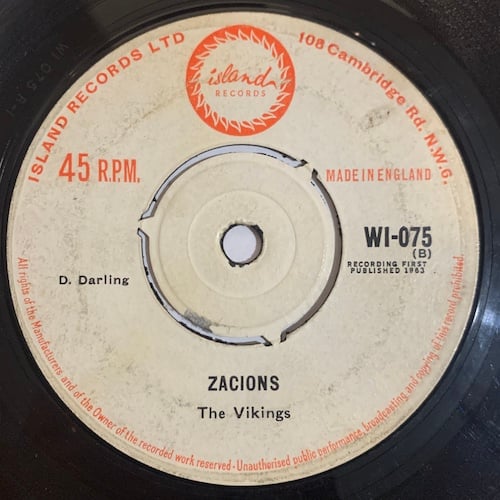 ISLAND RECORDS LTD
108 Cambridge Rd. N.W.6.
island
RECORDS
45 R.P.M.
MADE IN ENGLAND
WI-075
(B)
RECORDING FIRST
PUBLISHED 1963
D. Darling
ZACIONS
The Vikings
All rights of the Manufacturers and of the Owner of the recorded work reserved - Unauthorised public performance, broadcasting and copying of this record prohibited.